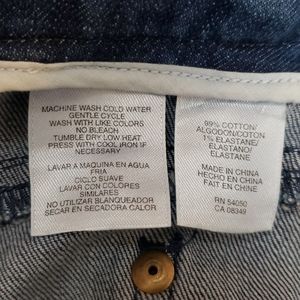 MACHINE WASH COLD WATER
GENTLE CYCLE
WASH WITH LIKE COLORS
NO BLEACH
TUMBLE DRY LOW HEAT
PRESS WITH COOL IRON IF
NECESSARY
LAVAR A MAQUINA EN AGUA
FRIA
CICLO SUAVE
LAVAR CON COLORES
SIMILARES
NO UTILIZAR BLANQUEADOR
SECAR EN SECADORA CALOR
99% COTTON/
ALGODON/COTON
1% ELASTANE/
ELASTANO/
ELASTANE
MADE IN CHINA
HECHO EN CHINA
FAIT EN CHINE
RN 54050
CA 08349